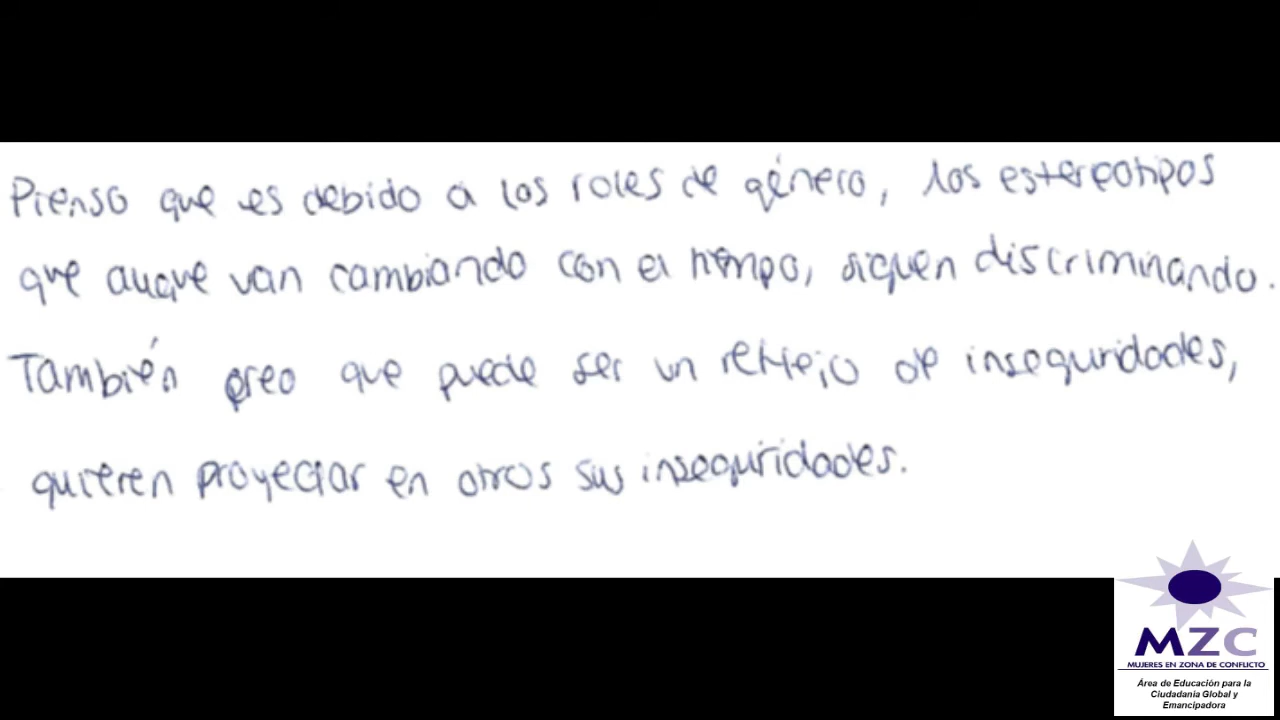 Pienso que es debido a los roles de género, los estereotipos
que auque van cambiando con el tiempo, siguen discriminando.
También creo que puede ser un reflejo de inseguridades,
quieren proyectar en otros sus inseguridades.
MZC
MUJERES EN ZONA DE CONFLICTO
Área de Educación para la
Ciudadanía Global y
Emancipadora